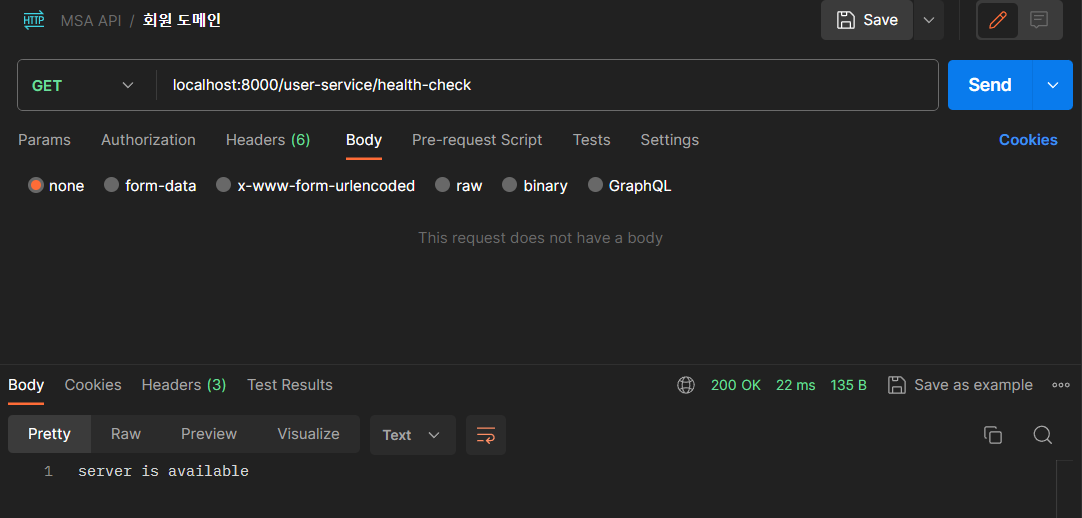 HTTP MSA API / 회원 도메인 Save
GET localhost:8000/user-service/health-check Send
Params Authorization Headers (6) Body Pre-request Script Tests Settings Cookies
none form-data x-www-form-urlencoded raw binary GraphQL
This request does not have a body
Body Cookies Headers (3) Test Results 200 OK 22 ms 135 B Save as example
Pretty Raw Preview Visualize Text
1 server is available